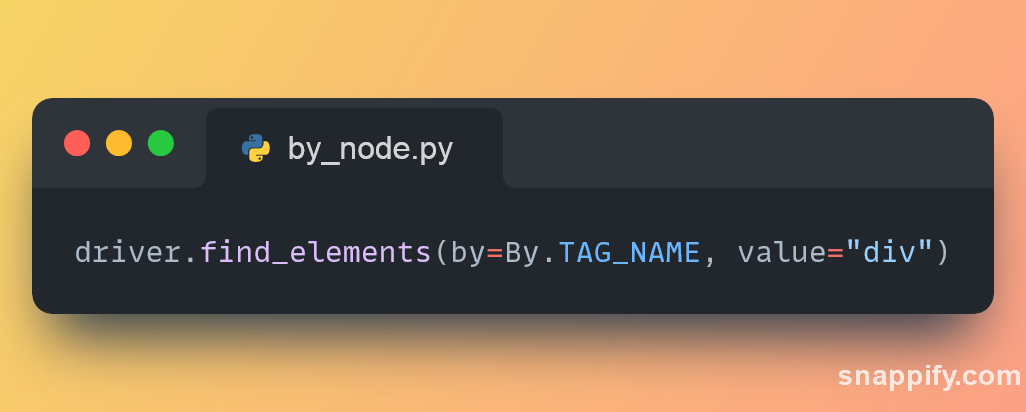 by_node.py
driver.find_elements(by=By.TAG_NAME, value="div")
snappify.com